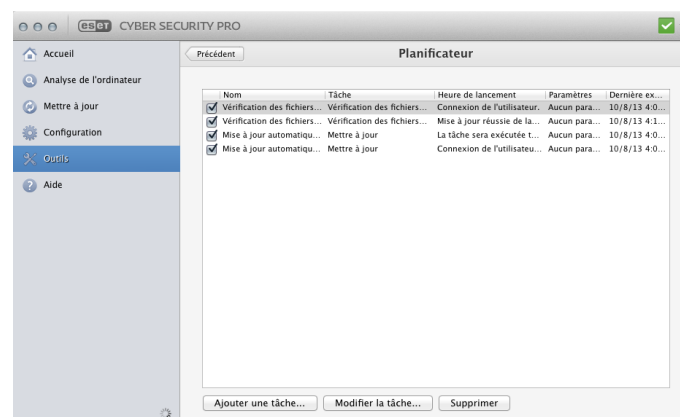 eset CYBER SECURITY PRO
Accueil
Analyse de l'ordinateur
Mettre à jour
Configuration
Outils
Aide
Précédent
Planificateur
Nom Tâche Heure de lancement Paramètres Dernière ex...
Vérification des fichiers... Vérification des fichiers... Connexion de l'utilisateur. Aucun para... 10/8/13 4:0...
Vérification des fichiers... Vérification des fichiers... Mise à jour réussie de la... Aucun para... 10/8/13 4:1...
Mise à jour automatiqu... Mettre à jour La tâche sera exécutée t... Aucun para... 10/8/13 4:0...
Mise à jour automatiqu... Mettre à jour Connexion de l'utilisateu... Aucun para... 10/8/13 4:0...
Ajouter une tâche... Modifier la tâche... Supprimer